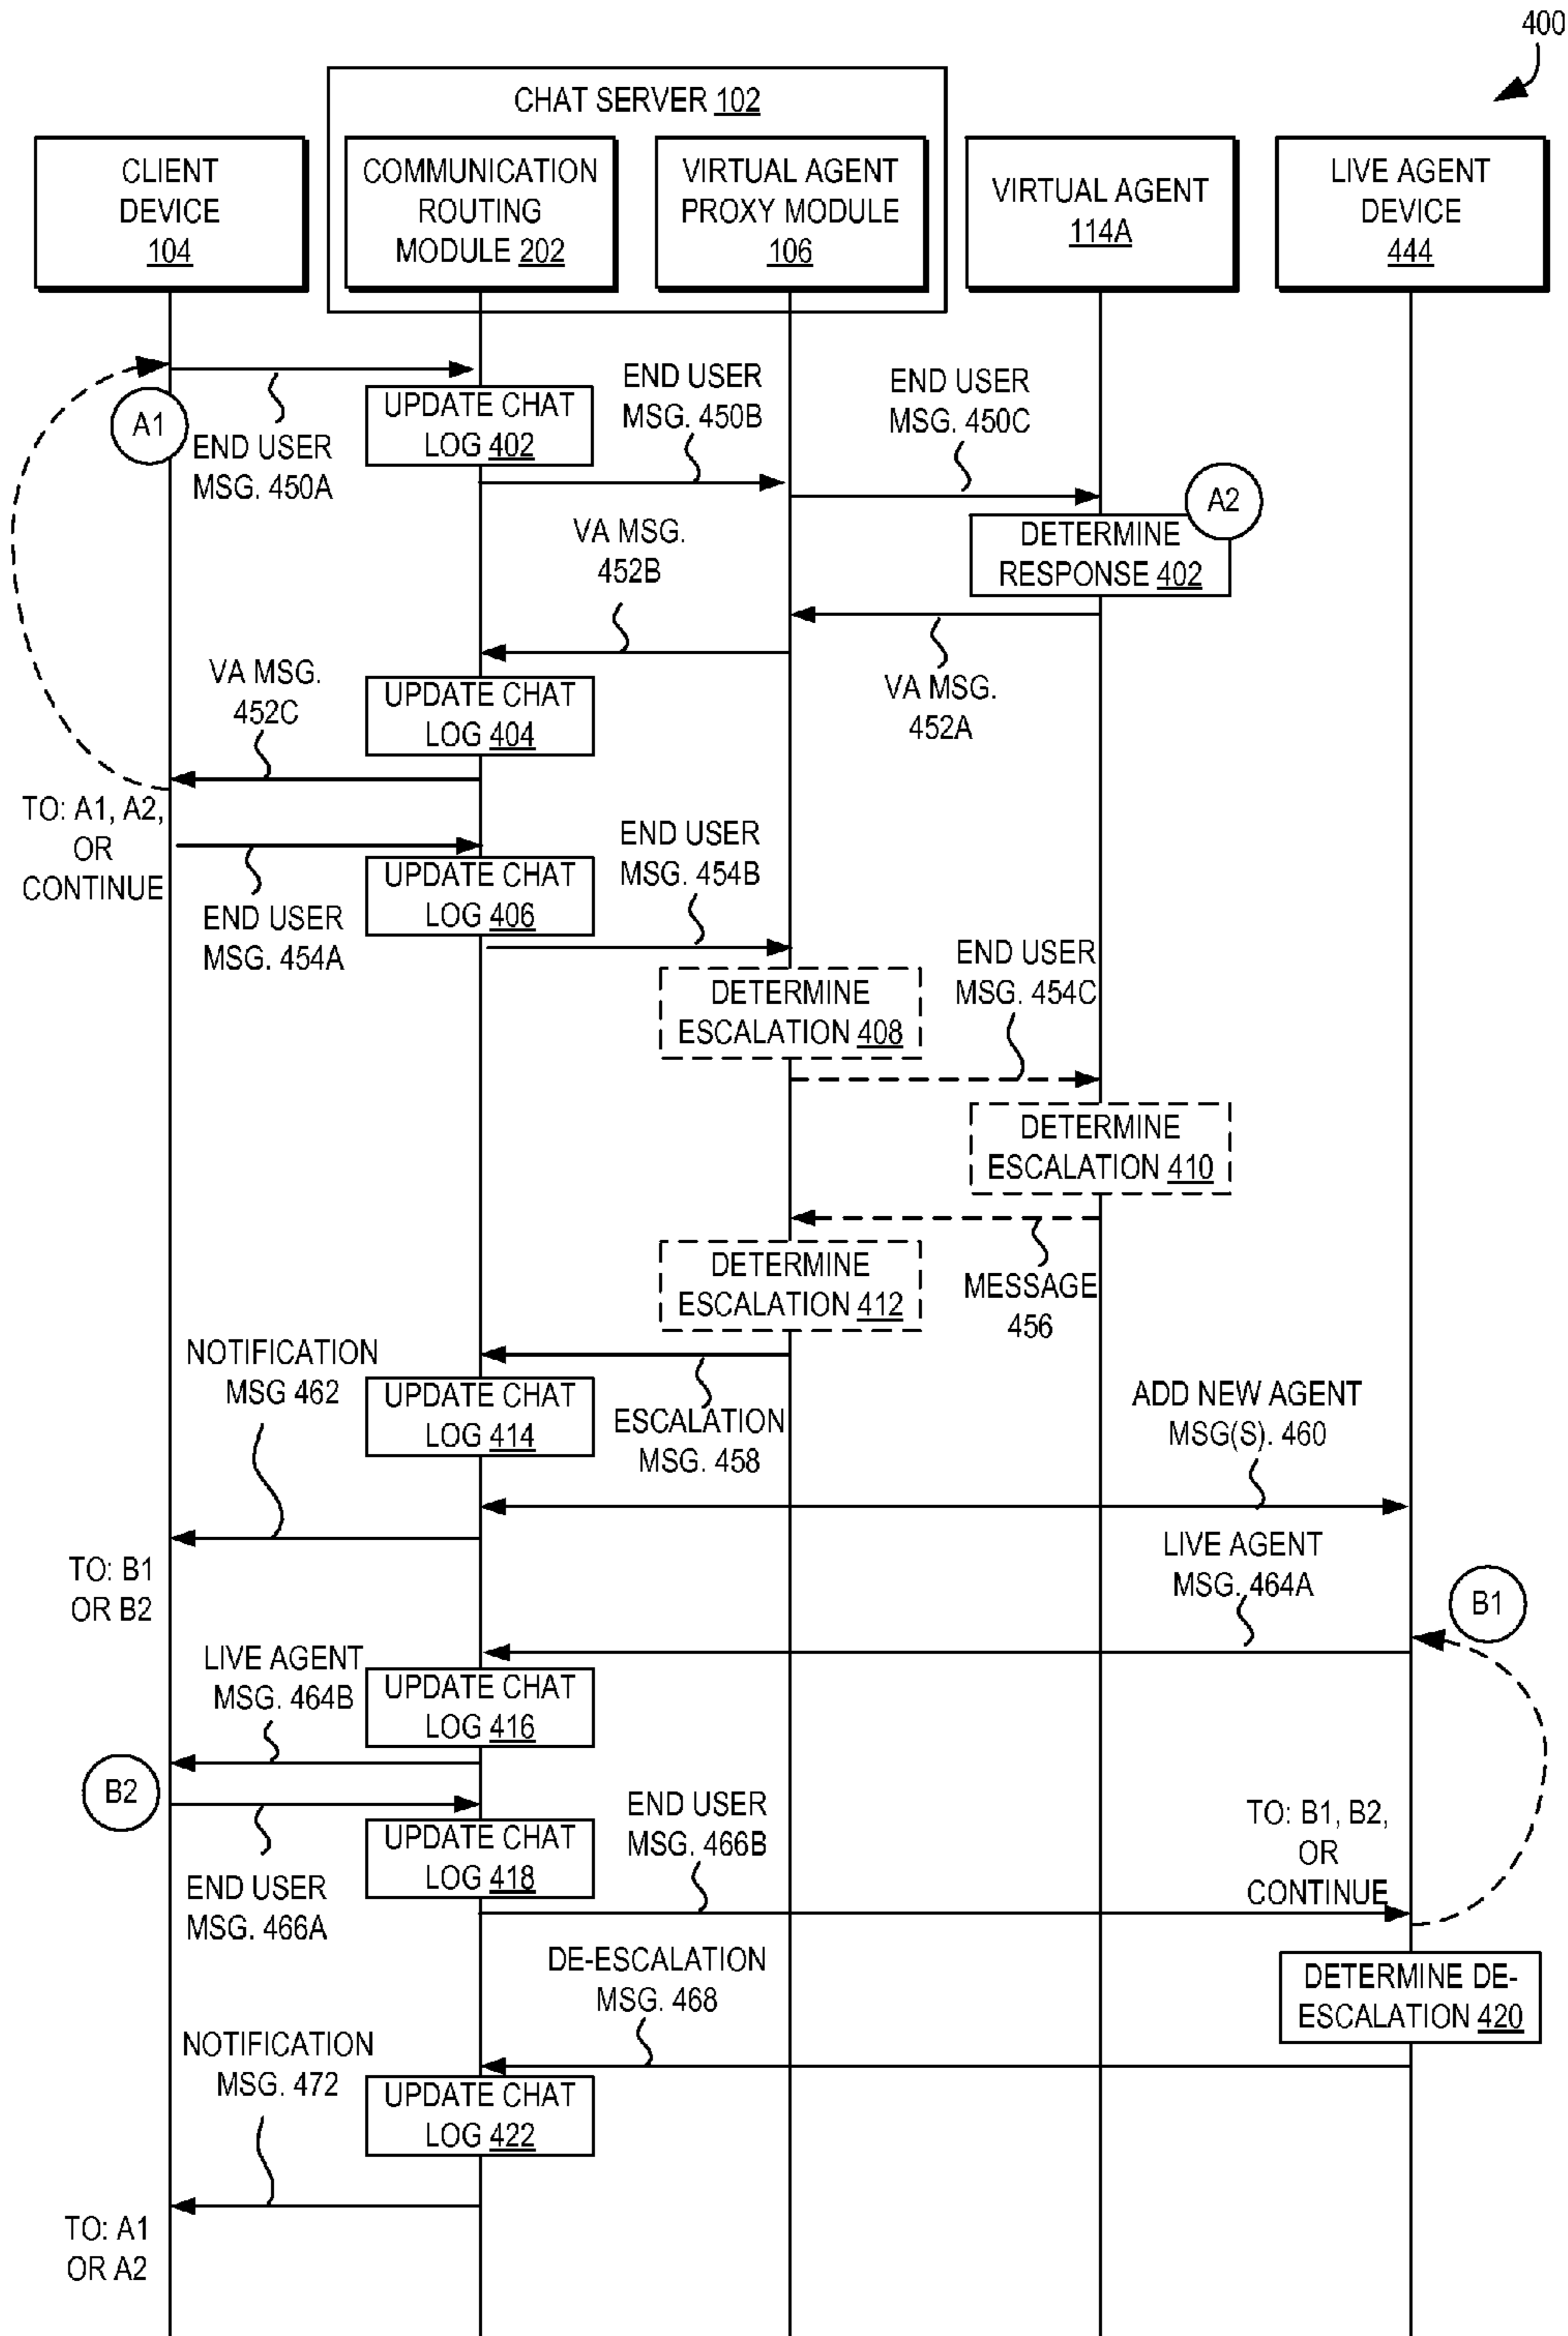 400
CHAT SERVER 102
CLIENT
DEVICE
104
COMMUNICATION
ROUTING
MODULE 202
VIRTUAL AGENT
PROXY MODULE
106
VIRTUAL AGENT
114A
LIVE AGENT
DEVICE
444
A1
END USER
MSG. 450A
UPDATE CHAT
LOG 402
END USER
MSG. 450B
END USER
MSG. 450C
A2
DETERMINE
RESPONSE 402
VA MSG.
452B
VA MSG.
452A
VA MSG.
452C
UPDATE CHAT
LOG 404
TO: A1, A2,
OR
CONTINUE
END USER
MSG. 454A
UPDATE CHAT
LOG 406
END USER
MSG. 454B
DETERMINE
ESCALATION 408
END USER
MSG. 454C
DETERMINE
ESCALATION 410
MESSAGE
456
DETERMINE
ESCALATION 412
NOTIFICATION
MSG 462
UPDATE CHAT
LOG 414
ESCALATION
MSG. 458
ADD NEW AGENT
MSG(S). 460
TO: B1
OR B2
LIVE AGENT
MSG. 464A
B1
LIVE AGENT
MSG. 464B
UPDATE CHAT
LOG 416
B2
END USER
MSG. 466A
UPDATE CHAT
LOG 418
END USER
MSG. 466B
TO: B1, B2,
OR
CONTINUE
DETERMINE DE-
ESCALATION 420
DE-ESCALATION
MSG. 468
NOTIFICATION
MSG. 472
UPDATE CHAT
LOG 422
TO: A1
OR A2